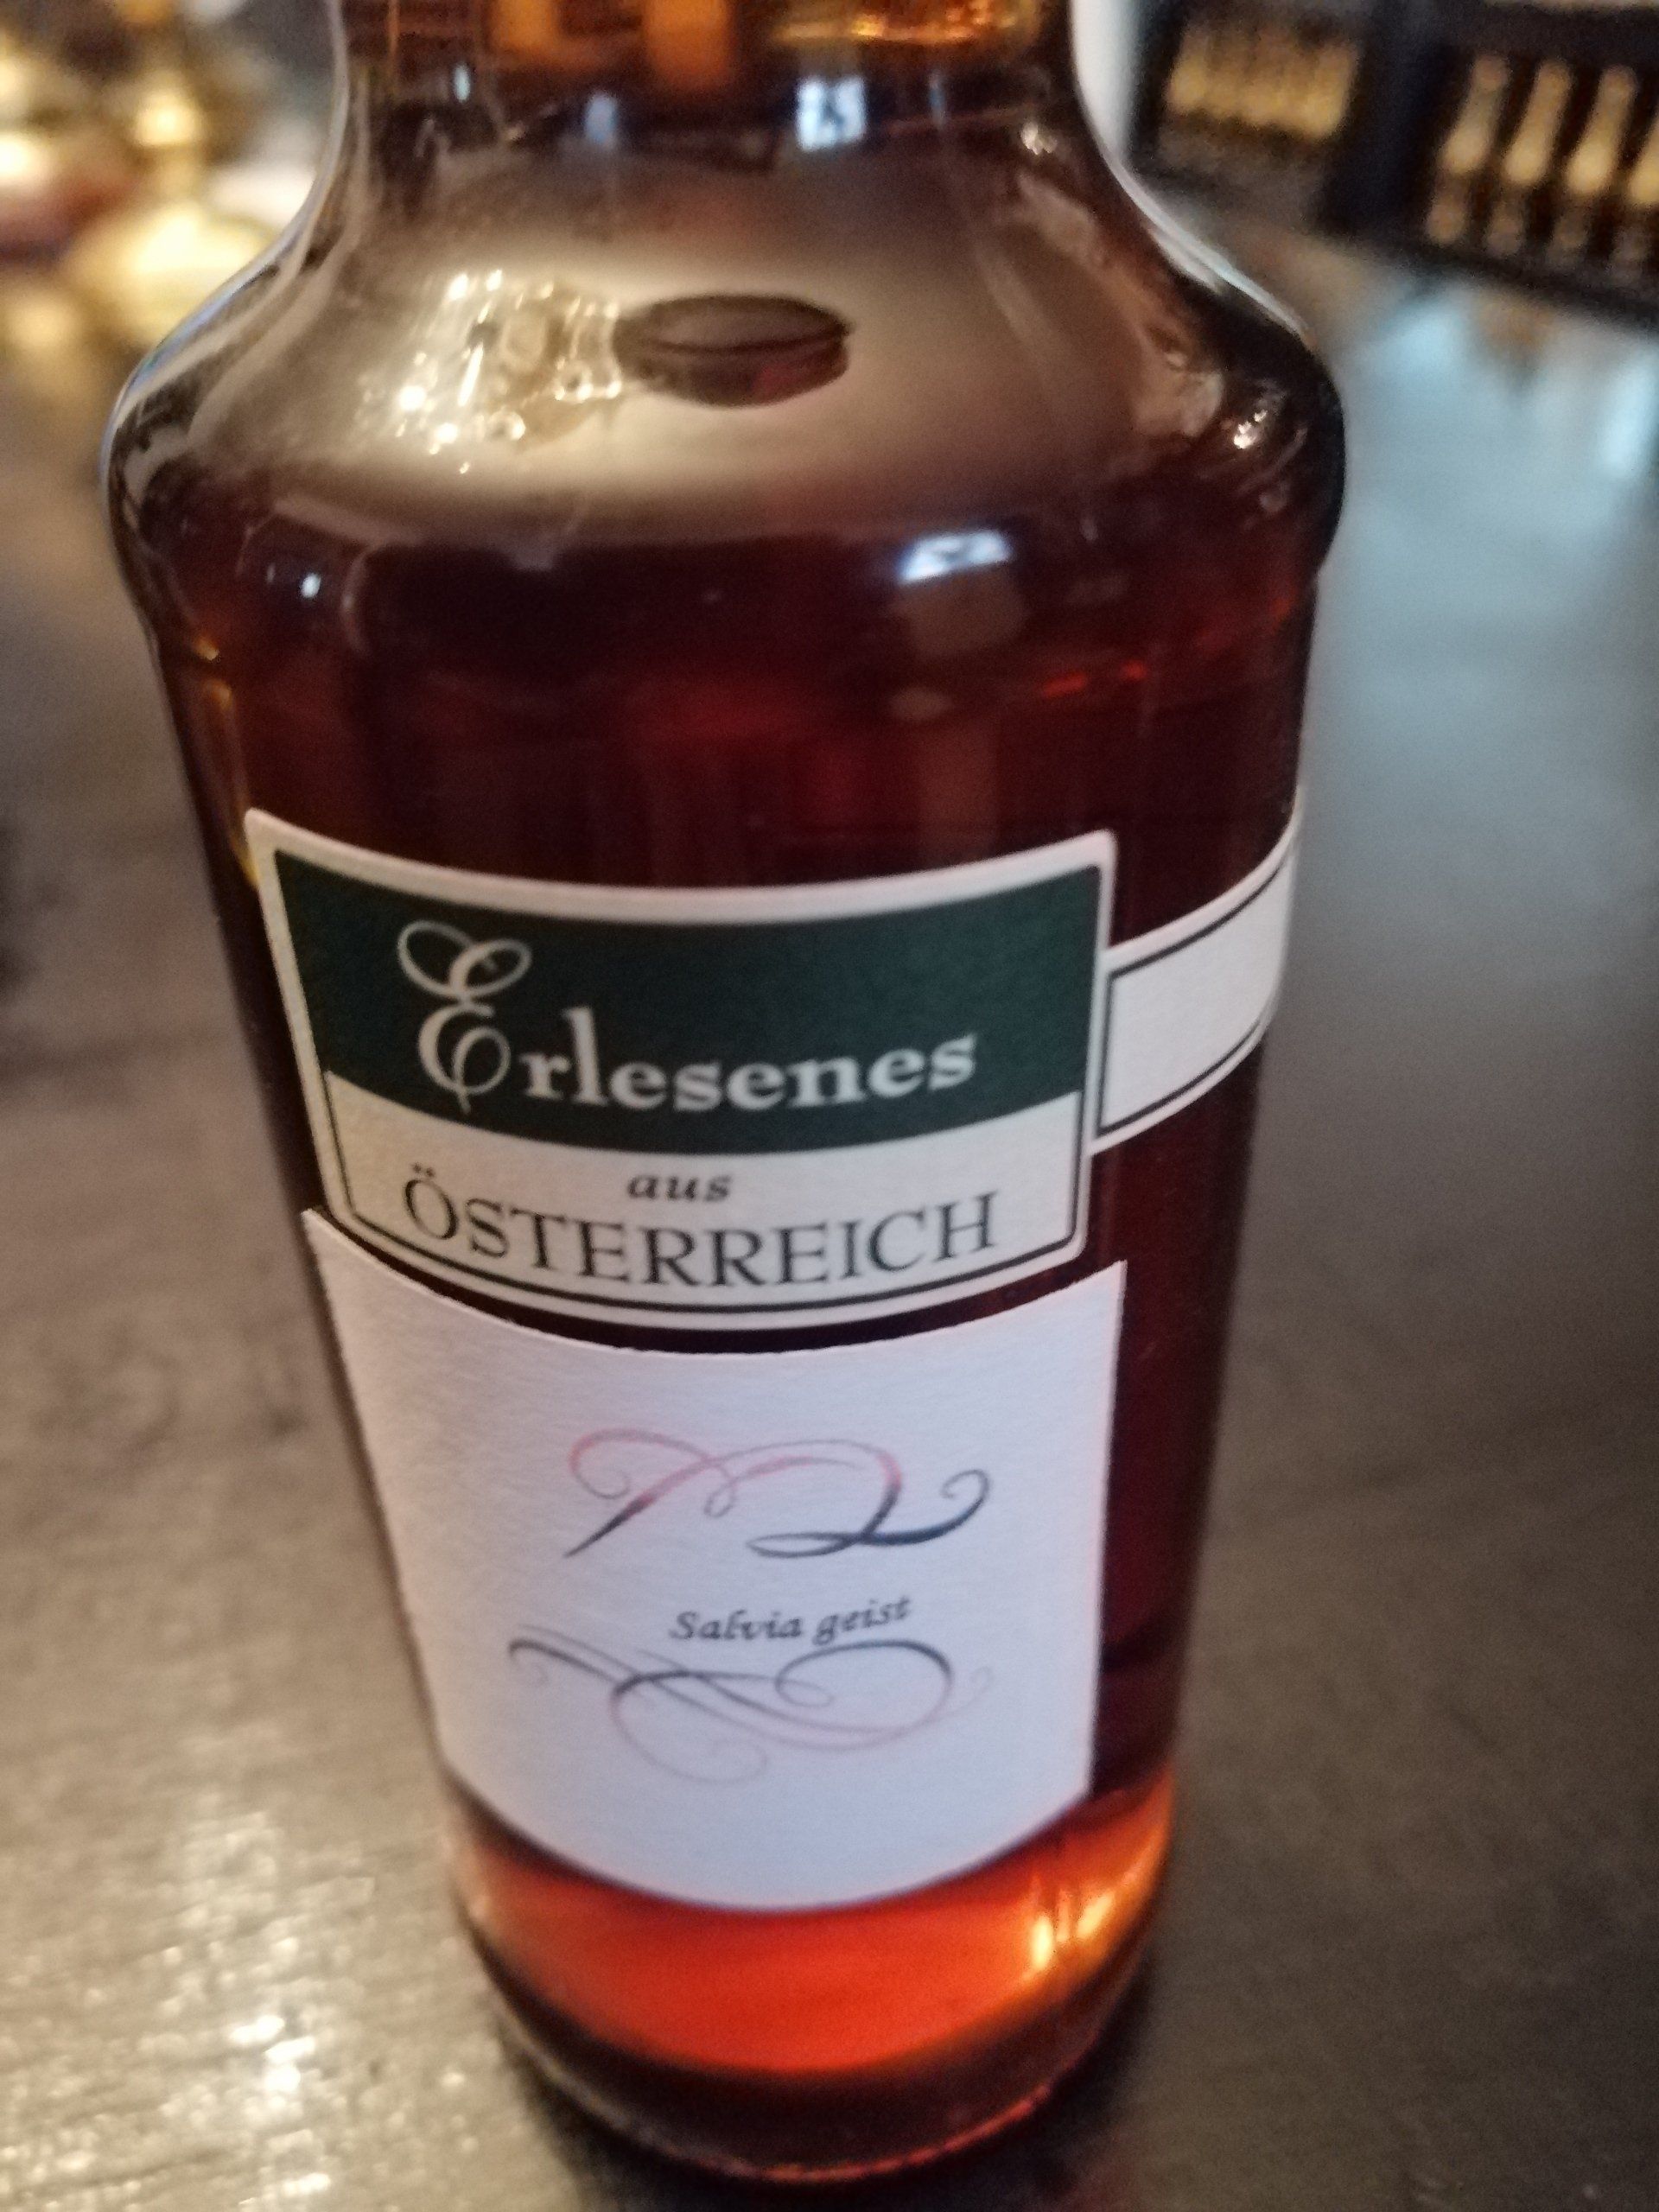 Erlesenes
aus
ÖSTERREICH
Salvia geist